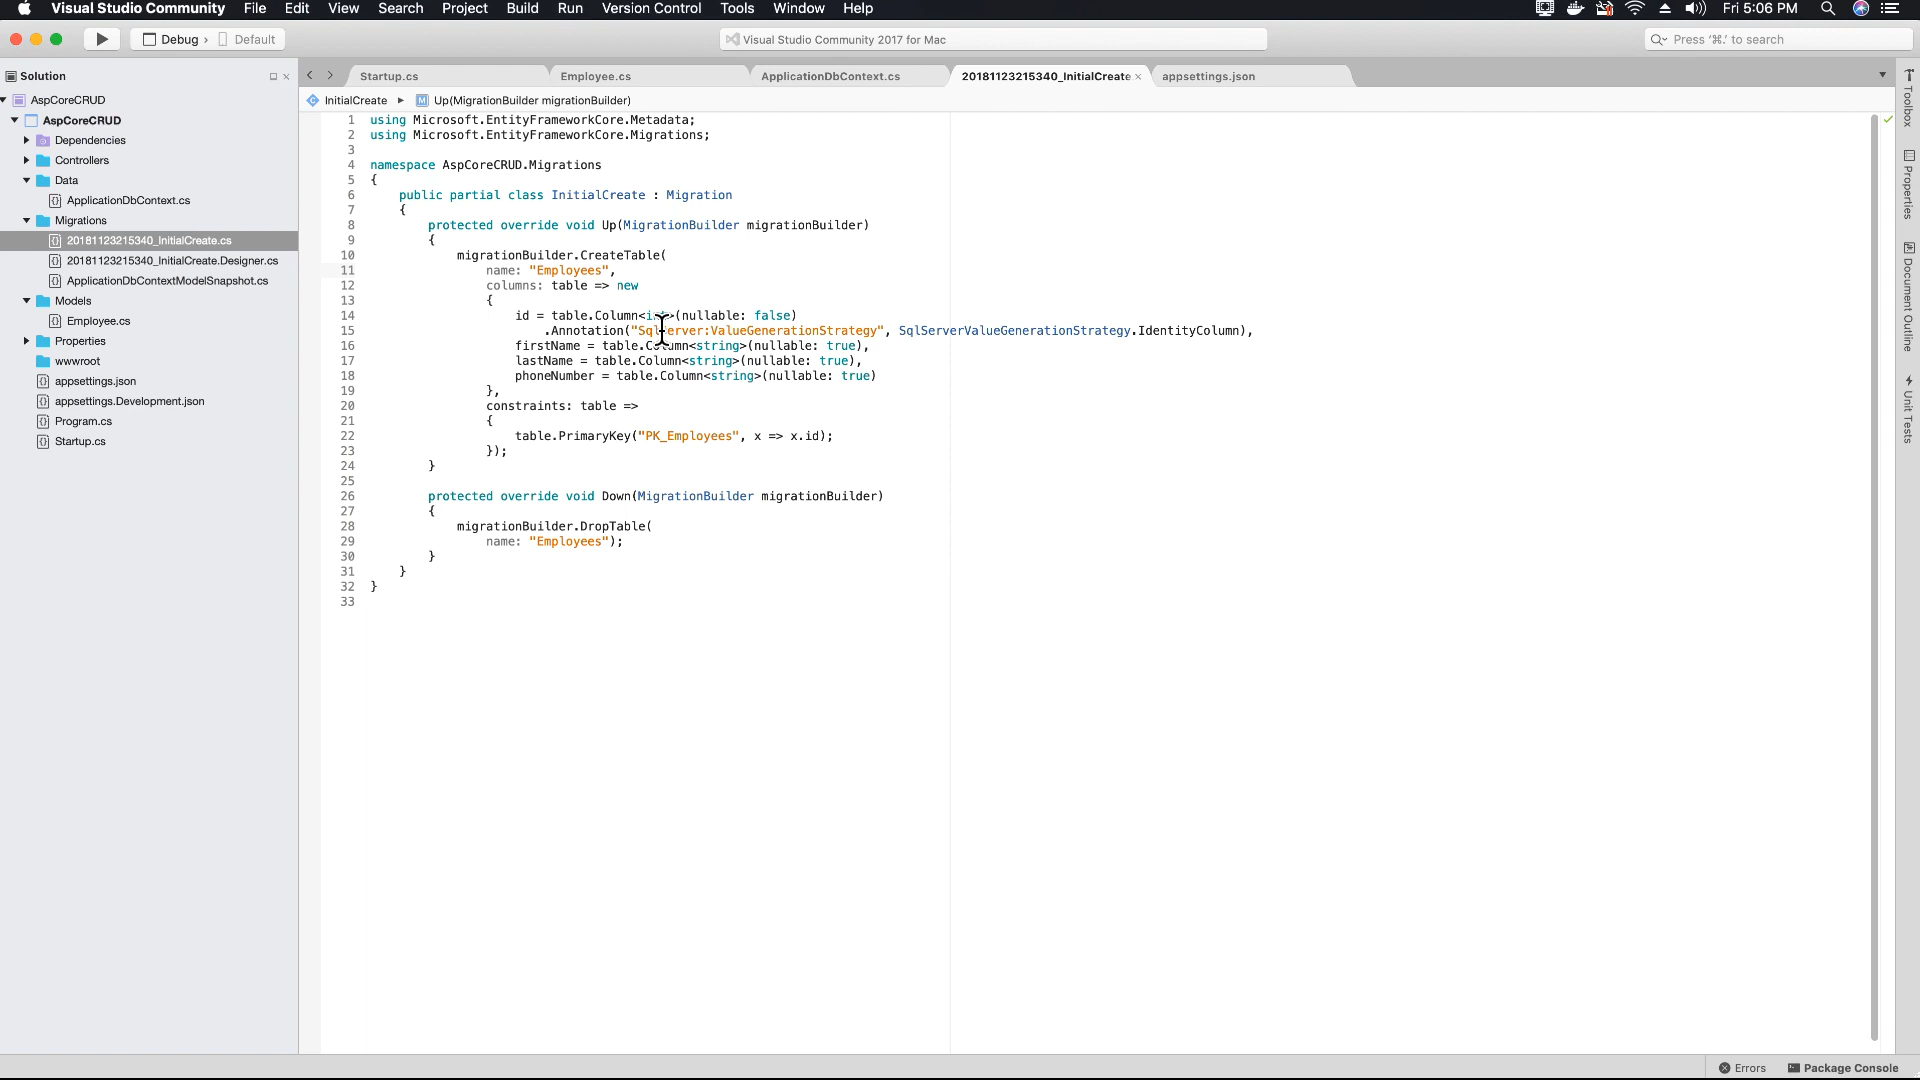 Visual Studio Community File Edit View Search Project Build Run Version Control Tools Window Help Fri 5:06 PM
Debug › Default
Visual Studio Community 2017 for Mac
Press '⌘.' to search
Solution
AspCoreCRUD
AspCoreCRUD
Dependencies
Controllers
Data
ApplicationDbContext.cs
Migrations
20181123215340_InitialCreate.cs
20181123215340_InitialCreate.Designer.cs
ApplicationDbContextModelSnapshot.cs
Models
Employee.cs
Properties
wwwroot
appsettings.json
appsettings.Development.json
Program.cs
Startup.cs
Startup.cs Employee.cs ApplicationDbContext.cs 20181123215340_InitialCreate × appsettings.json
InitialCreate ▸ M Up(MigrationBuilder migrationBuilder)
1 using Microsoft.EntityFrameworkCore.Metadata;
2 using Microsoft.EntityFrameworkCore.Migrations;
3
4 namespace AspCoreCRUD.Migrations
5 {
6 public partial class InitialCreate : Migration
7 {
8 protected override void Up(MigrationBuilder migrationBuilder)
9 {
10 migrationBuilder.CreateTable(
11 name: "Employees",
12 columns: table => new
13 {
14 id = table.Column<int>(nullable: false)
15 .Annotation("SqlServer:ValueGenerationStrategy", SqlServerValueGenerationStrategy.IdentityColumn),
16 firstName = table.Column<string>(nullable: true),
17 lastName = table.Column<string>(nullable: true),
18 phoneNumber = table.Column<string>(nullable: true)
19 },
20 constraints: table =>
21 {
22 table.PrimaryKey("PK_Employees", x => x.id);
23 });
24 }
25
26 protected override void Down(MigrationBuilder migrationBuilder)
27 {
28 migrationBuilder.DropTable(
29 name: "Employees");
30 }
31 }
32 }
33
Toolbox
Properties
Document Outline
Unit Tests
Errors Package Console